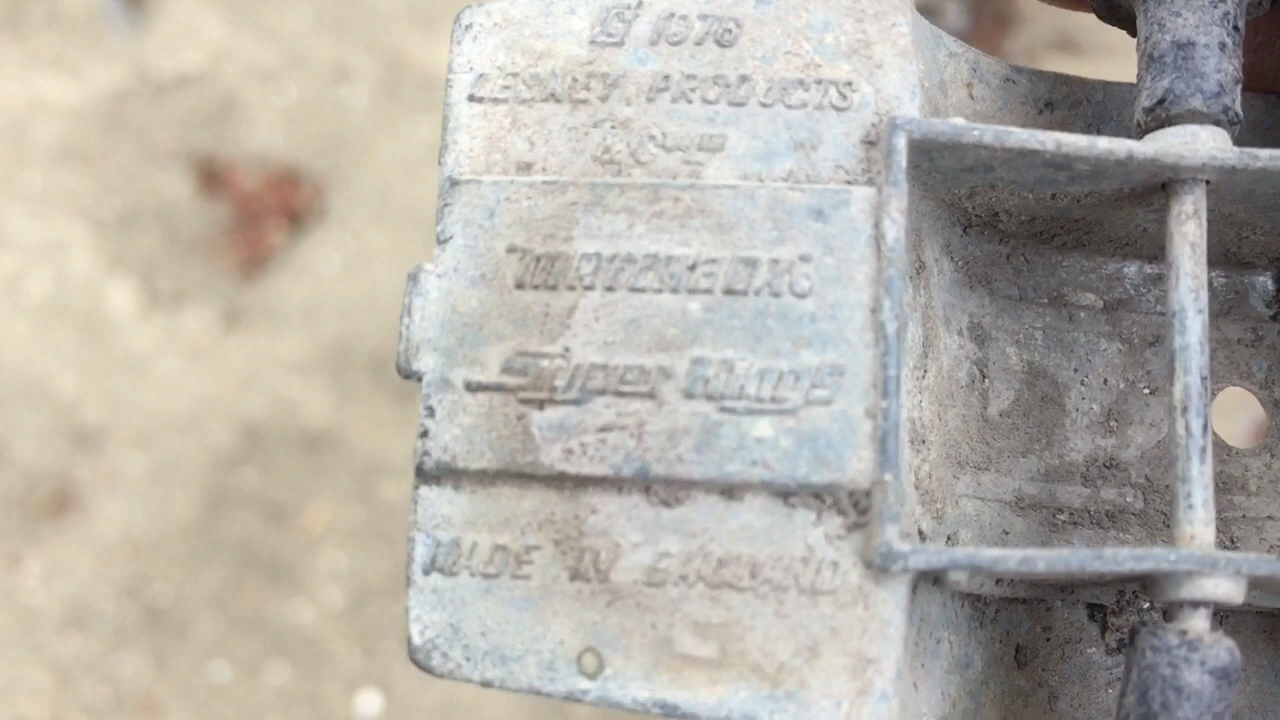 © 1976
LESNEY PRODUCTS
MATCHBOX
Super Kings
MADE IN ENGLAND